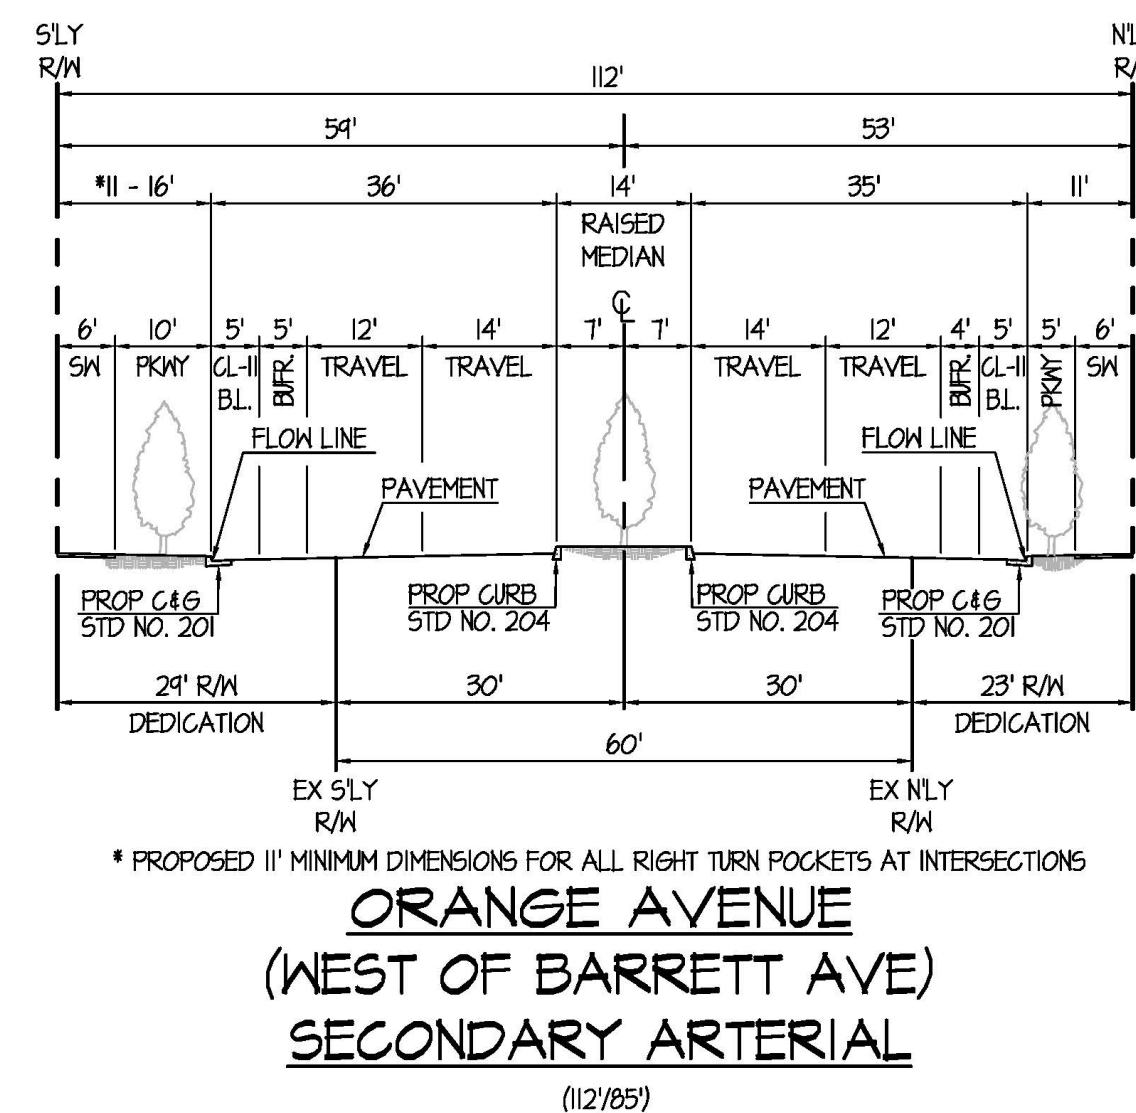 S'LY
R/W
112'
59'
53'
*11 - 16'
36'
14'
35'
11'
RAISED
MEDIAN
CL
6'
10'
5'
5'
12'
14'
7'
7'
14'
12'
4'
5'
5'
6'
SW
PKWY
CL-II
B.L.
BUFR.
TRAVEL
TRAVEL
TRAVEL
TRAVEL
BUFR.
CL-II
B.L.
PKWY
SW
FLOW LINE
FLOW LINE
PAVEMENT
PAVEMENT
PROP C&G
STD NO. 201
PROP CURB
STD NO. 204
PROP CURB
STD NO. 204
PROP C&G
STD NO. 201
29' R/W
DEDICATION
30'
30'
23' R/W
DEDICATION
60'
EX S'LY
R/W
EX N'LY
R/W
* PROPOSED 11' MINIMUM DIMENSIONS FOR ALL RIGHT TURN POCKETS AT INTERSECTIONS
ORANGE AVENUE
(WEST OF BARRETT AVE)
SECONDARY ARTERIAL
(112'/85')